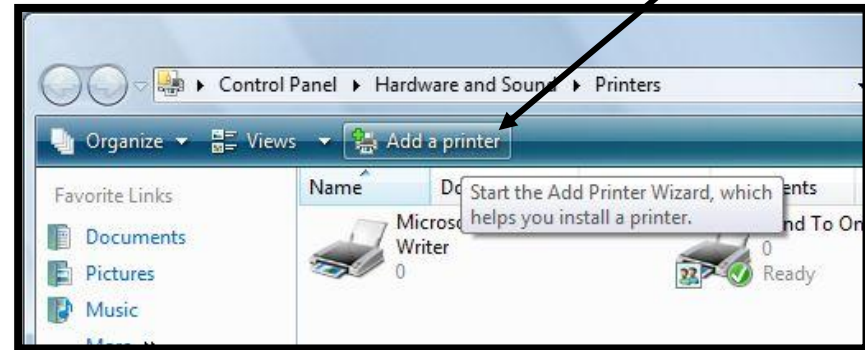 Control Panel ▸ Hardware and Sound ▸ Printers
Organize Views Add a printer
Favorite Links Name
Start the Add Printer Wizard, which
helps you install a printer.
Documents
Writer
0
0
Pictures
Ready
Music